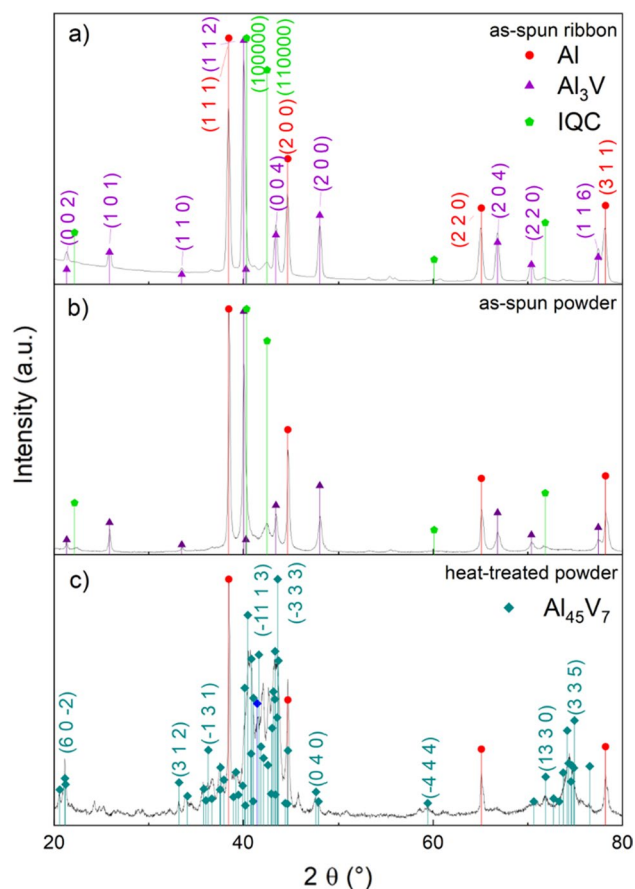 a)
as-spun ribbon
Al
Al₃V
IQC
(0 0 2)
(1 0 1)
(1 1 0)
(1 1 1)
(1 1 2)
(100000)
(110000)
(0 0 4)
(2 0 0)
(2 0 0)
(2 2 0)
(2 0 4)
(2 2 0)
(1 1 6)
(3 1 1)
b)
as-spun powder
Intensity (a.u.)
c)
heat-treated powder
Al₄₅V₇
(6 0 -2)
(3 1 2)
(-1 3 1)
(-11 1 3)
(-3 3 3)
(0 4 0)
(-4 4 4)
(13 3 0)
(3 3 5)
20
40
60
80
2 θ (°)